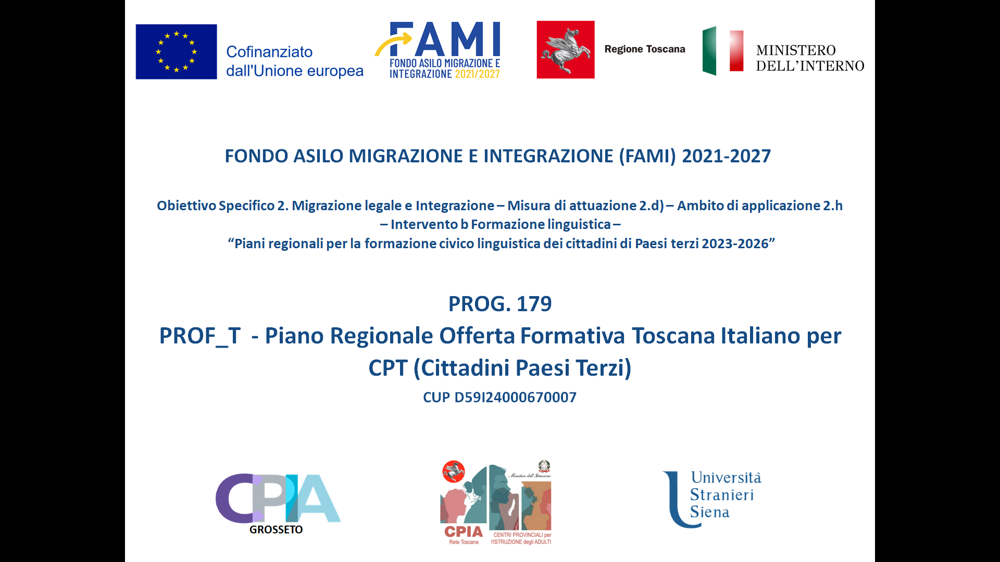 Cofinanziato
dall'Unione europea
FAMI
FONDO ASILO MIGRAZIONE E
INTEGRAZIONE 2021/2027
Regione Toscana
MINISTERO
DELL'INTERNO
FONDO ASILO MIGRAZIONE E INTEGRAZIONE (FAMI) 2021-2027
Obiettivo Specifico 2. Migrazione legale e Integrazione – Misura di attuazione 2.d) – Ambito di applicazione 2.h
– Intervento b Formazione linguistica –
“Piani regionali per la formazione civico linguistica dei cittadini di Paesi terzi 2023-2026”
PROG. 179
PROF_T - Piano Regionale Offerta Formativa Toscana Italiano per
CPT (Cittadini Paesi Terzi)
CUP D59I24000670007
CPIA
GROSSETO
Ministero dell'Istruzione
CPIA
Rete Toscana
CENTRI PROVINCIALI per
l'ISTRUZIONE degli ADULTI
Università
Stranieri
Siena